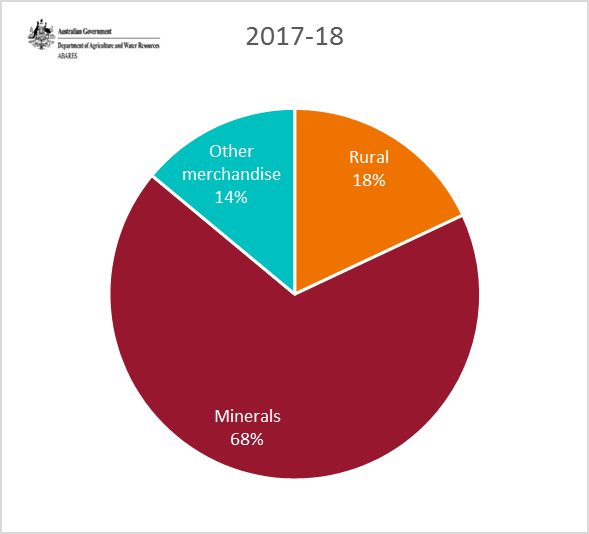 Australian Government
Department of Agriculture and Water Resources
ABARES
2017-18
Other
merchandise
14%
Rural
18%
Minerals
68%